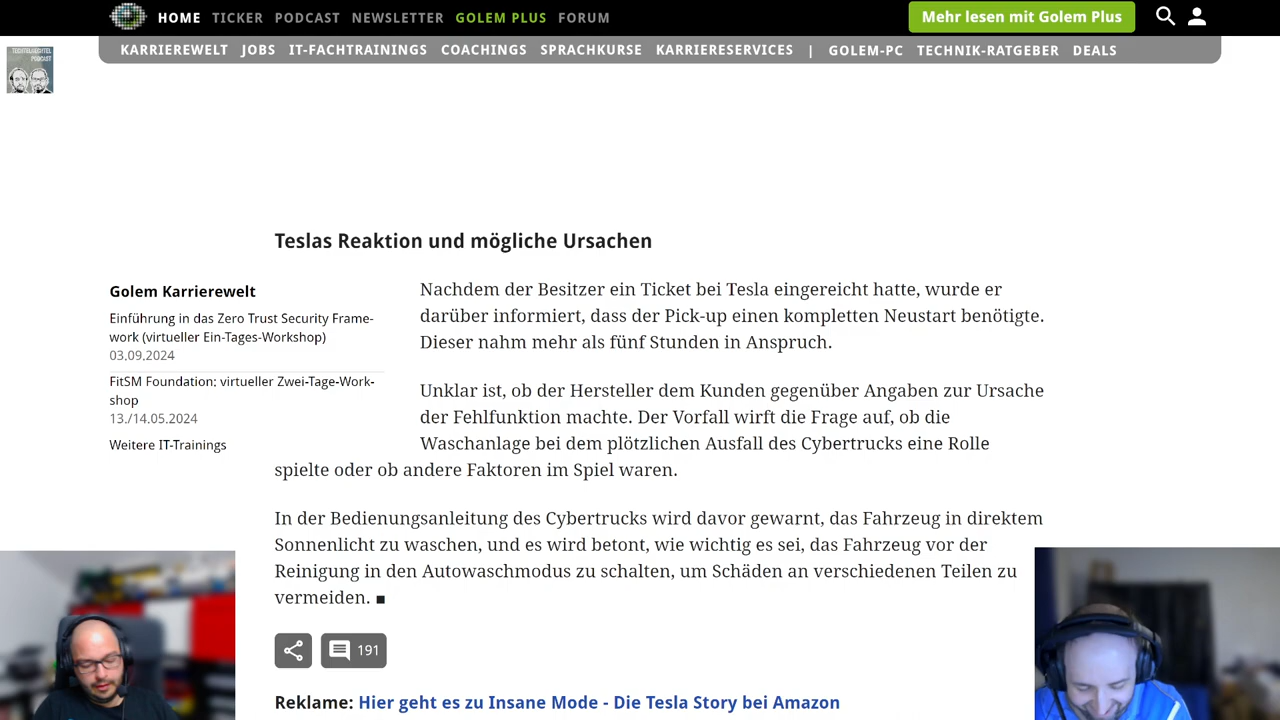 HOME TICKER PODCAST NEWSLETTER GOLEM PLUS FORUM
Mehr lesen mit Golem Plus
KARRIEREWELT JOBS IT-FACHTRAININGS COACHINGS SPRACHKURSE KARRIERESERVICES | GOLEM-PC TECHNIK-RATGEBER DEALS
TECHTELMECHTEL
PODCAST
Teslas Reaktion und mögliche Ursachen
Golem Karrierewelt
Einführung in das Zero Trust Security Frame-
work (virtueller Ein-Tages-Workshop)
03.09.2024
FitSM Foundation: virtueller Zwei-Tage-Work-
shop
13./14.05.2024
Weitere IT-Trainings
Nachdem der Besitzer ein Ticket bei Tesla eingereicht hatte, wurde er
darüber informiert, dass der Pick-up einen kompletten Neustart benötigte.
Dieser nahm mehr als fünf Stunden in Anspruch.
Unklar ist, ob der Hersteller dem Kunden gegenüber Angaben zur Ursache
der Fehlfunktion machte. Der Vorfall wirft die Frage auf, ob die
Waschanlage bei dem plötzlichen Ausfall des Cybertrucks eine Rolle
spielte oder ob andere Faktoren im Spiel waren.
In der Bedienungsanleitung des Cybertrucks wird davor gewarnt, das Fahrzeug in direktem
Sonnenlicht zu waschen, und es wird betont, wie wichtig es sei, das Fahrzeug vor der
Reinigung in den Autowaschmodus zu schalten, um Schäden an verschiedenen Teilen zu
vermeiden. ■
191
Reklame: Hier geht es zu Insane Mode - Die Tesla Story bei Amazon